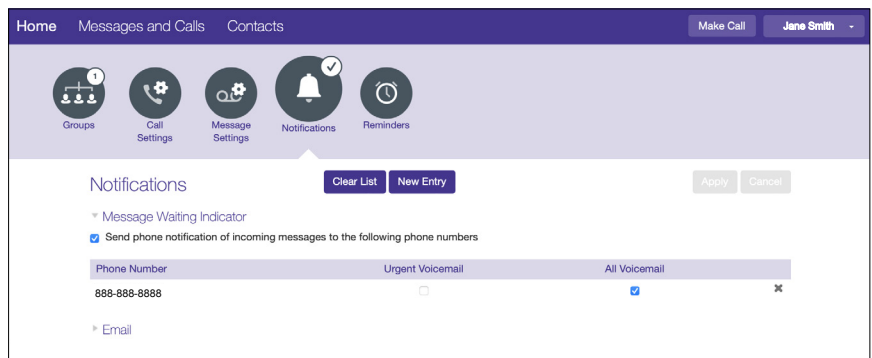 Home Messages and Calls Contacts Make Call Jane Smith
1
Groups
Call
Settings
Message
Settings
Notifications
Reminders
Notifications Clear List New Entry Apply Cancel
Message Waiting Indicator
Send phone notification of incoming messages to the following phone numbers
Phone Number Urgent Voicemail All Voicemail
888-888-8888
Email